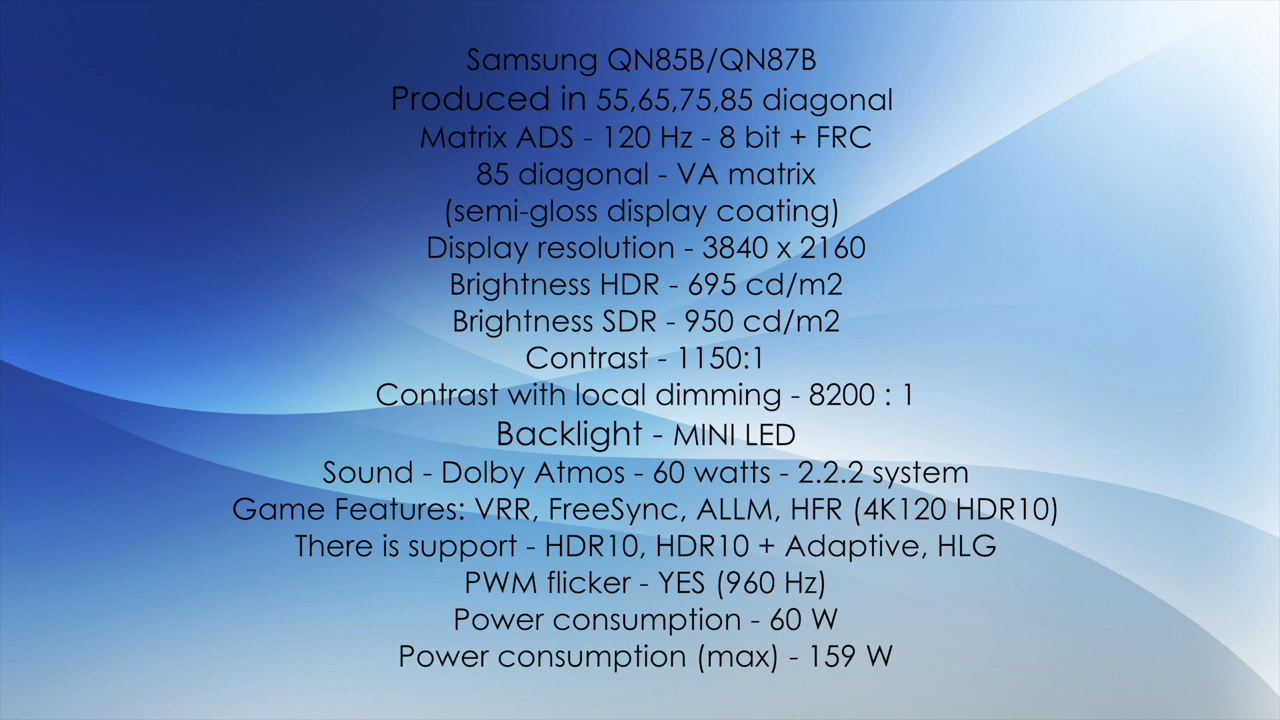 Samsung QN85B/QN87B
Produced in 55,65,75,85 diagonal
Matrix ADS - 120 Hz - 8 bit + FRC
85 diagonal - VA matrix
(semi-gloss display coating)
Display resolution - 3840 x 2160
Brightness HDR - 695 cd/m2
Brightness SDR - 950 cd/m2
Contrast - 1150:1
Contrast with local dimming - 8200 : 1
Backlight - MINI LED
Sound - Dolby Atmos - 60 watts - 2.2.2 system
Game Features: VRR, FreeSync, ALLM, HFR (4K120 HDR10)
There is support - HDR10, HDR10 + Adaptive, HLG
PWM flicker - YES (960 Hz)
Power consumption - 60 W
Power consumption (max) - 159 W